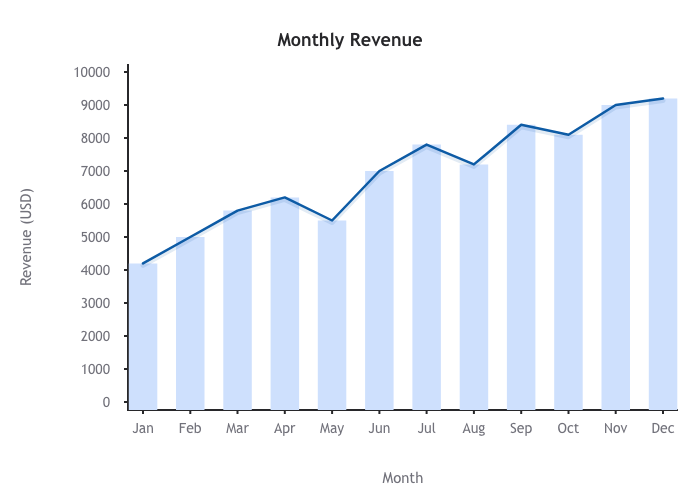 Monthly Revenue
10000
9000
8000
7000
6000
5000
4000
3000
2000
1000
0
Revenue (USD)
Jan Feb Mar Apr May Jun Jul Aug Sep Oct Nov Dec
Month